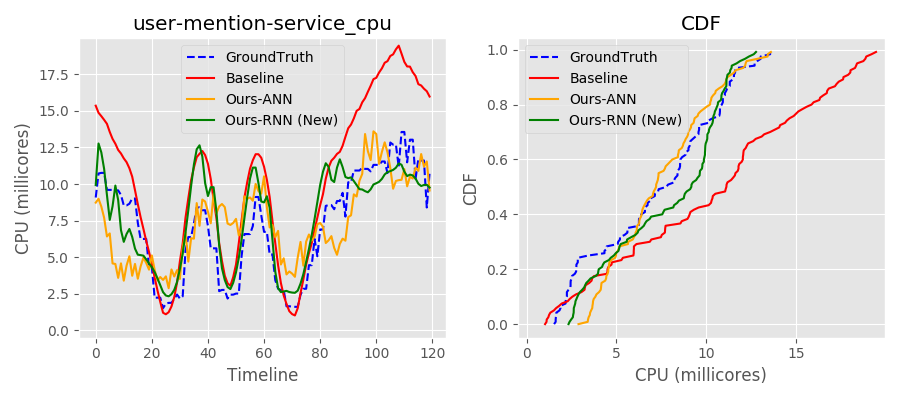 user-mention-service_cpu
CPU (millicores)
17.5
15.0
12.5
10.0
7.5
5.0
2.5
0.0
GroundTruth
Baseline
Ours-ANN
Ours-RNN (New)
0 20 40 60 80 100 120
Timeline
CDF
CDF
1.0
0.8
0.6
0.4
0.2
0.0
GroundTruth
Baseline
Ours-ANN
Ours-RNN (New)
0 5 10 15
CPU (millicores)